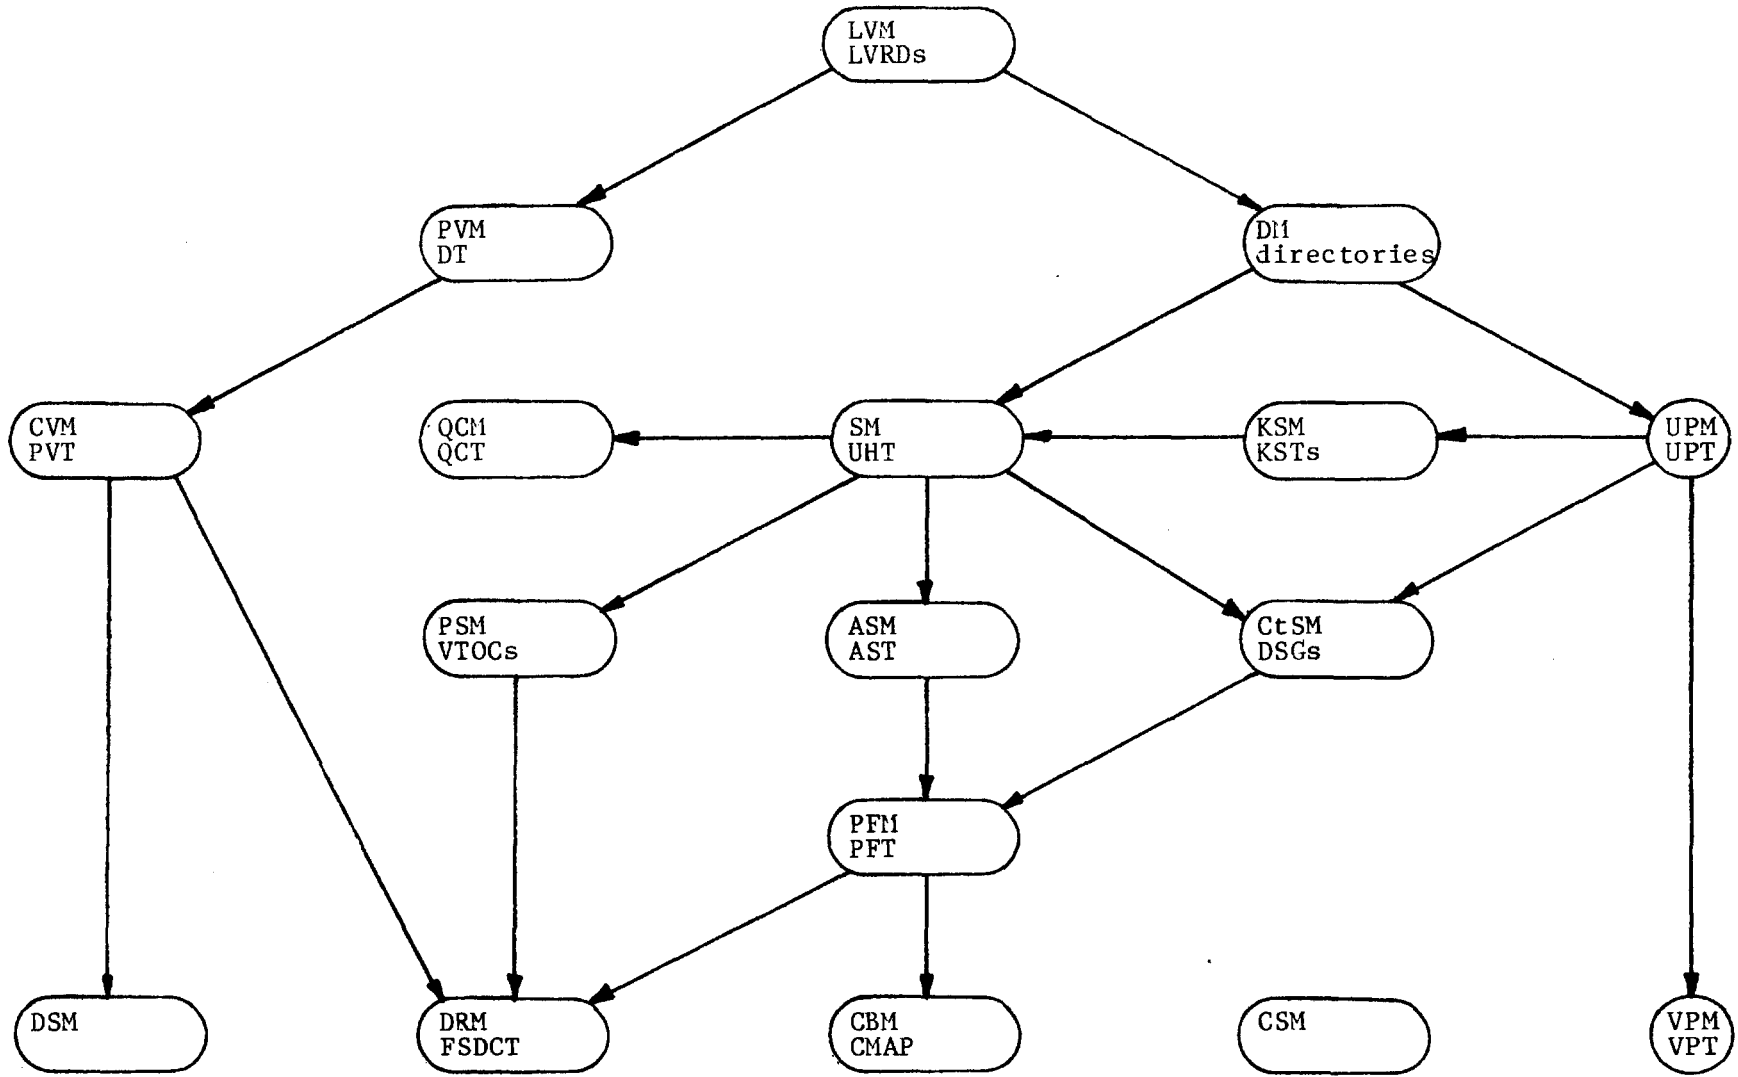 LVM
LVRDs
PVM
DT
DM
directories
CVM
PVT
QCM
QCT
SM
UHT
KSM
KSTs
UPM
UPT
PSM
VTOCs
ASM
AST
CtSM
DSGs
PFM
PFT
DSM
DRM
FSDCT
CBM
CMAP
CSM
VPM
VPT